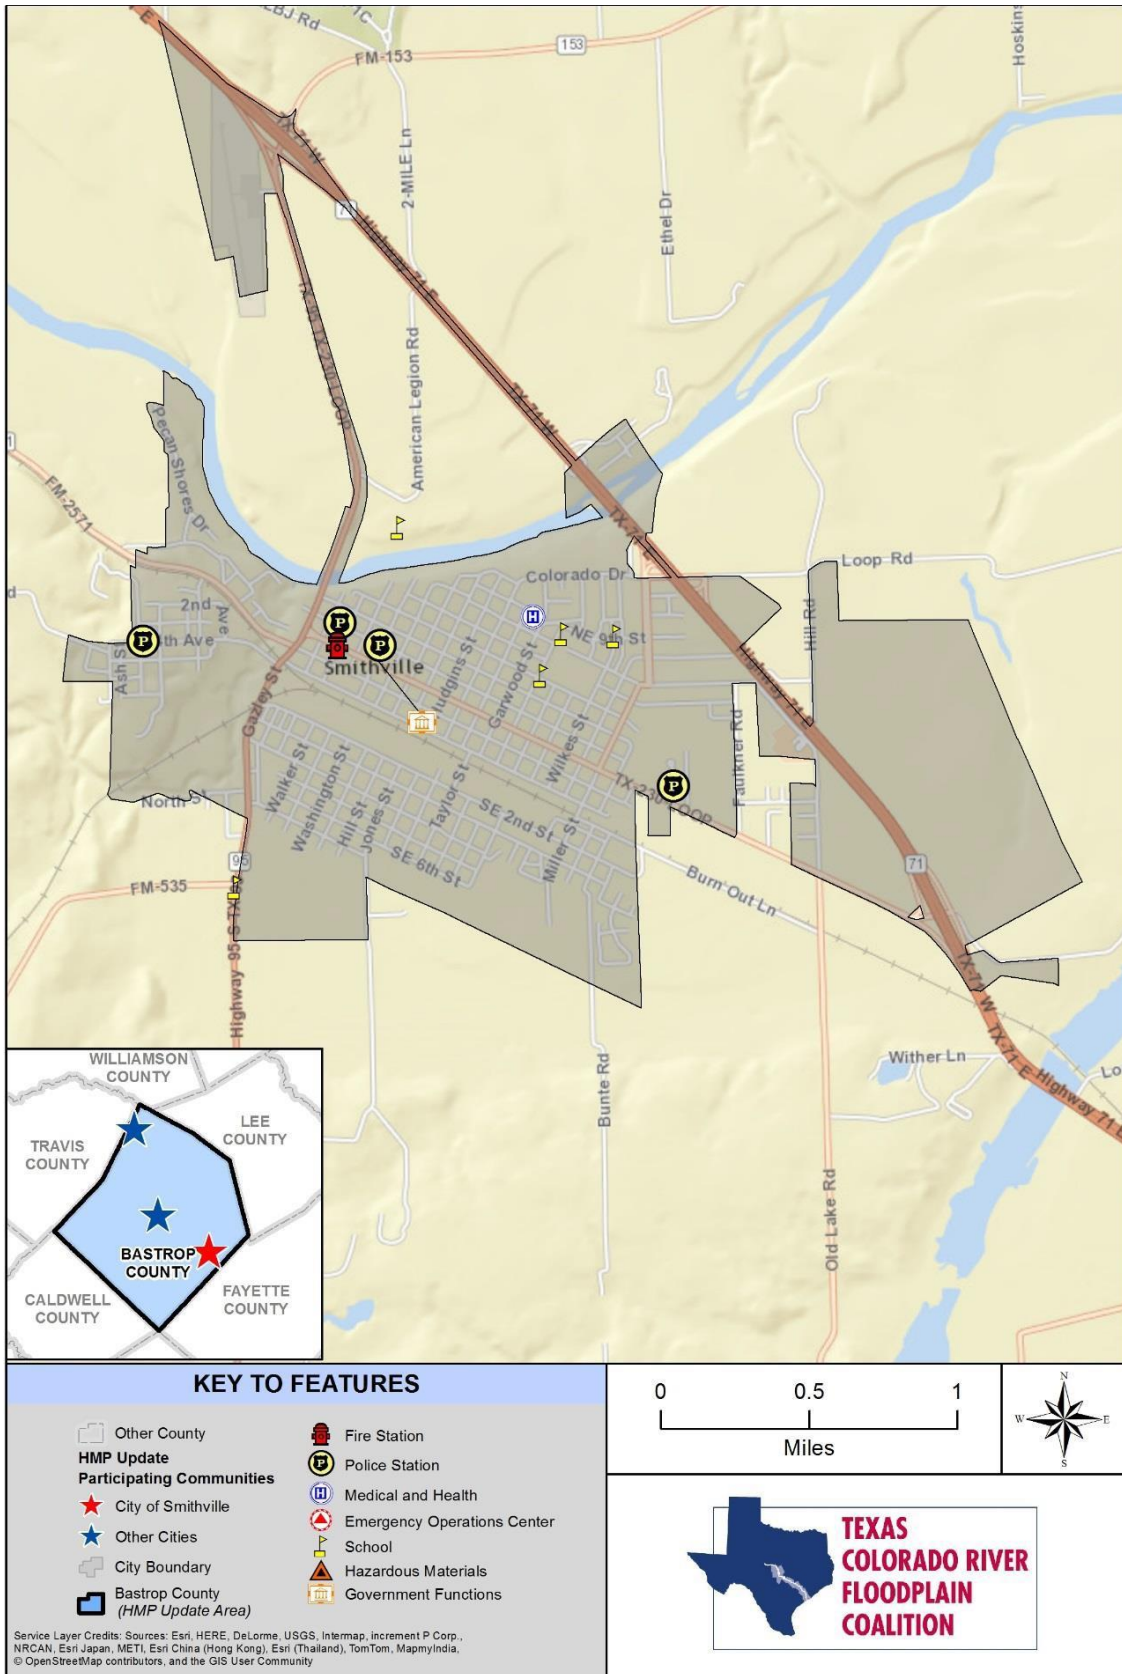 LBJ Rd
FM-153
153
Hoskins
2-MILE Ln
TX-71 W
Highway 71 E
Ethel Dr
TX-95 TX-230-LOOP
American Legion Rd
TX-71 W
Pecan Shores Dr
FM-2571
TX-71 E
Loop Rd
Colorado Dr
2nd
Ave
NE 9th St
Hill Rd
Ash St
Smithville
Gazley St
Garwood St
Highway 71 E
Faulkner Rd
Wilkes St
TX-230 LOOP
North St
Walker St
Washington St
Hill St
Jones St
Taylor St
SE 2nd St
SE 6th St
Miller St
95
71
FM-535
Burn Out Ln
Highway 95 S
TX-71 W
TX-71 E
Wither Ln
Highway 71 E
Bunte Rd
Old Lake Rd
WILLIAMSON
COUNTY
LEE
COUNTY
TRAVIS
COUNTY
BASTROP
COUNTY
CALDWELL
COUNTY
FAYETTE
COUNTY
KEY TO FEATURES
Other County
HMP Update
Participating Communities
City of Smithville
Other Cities
City Boundary
Bastrop County
(HMP Update Area)
Fire Station
Police Station
Medical and Health
Emergency Operations Center
School
Hazardous Materials
Government Functions
Service Layer Credits: Sources: Esri, HERE, DeLorme, USGS, Intermap, increment P Corp.,
NRCAN, Esri Japan, METI, Esri China (Hong Kong), Esri (Thailand), TomTom, MapmyIndia,
© OpenStreetMap contributors, and the GIS User Community
0 0.5 1
Miles
N
W E
S
TEXAS
COLORADO RIVER
FLOODPLAIN
COALITION